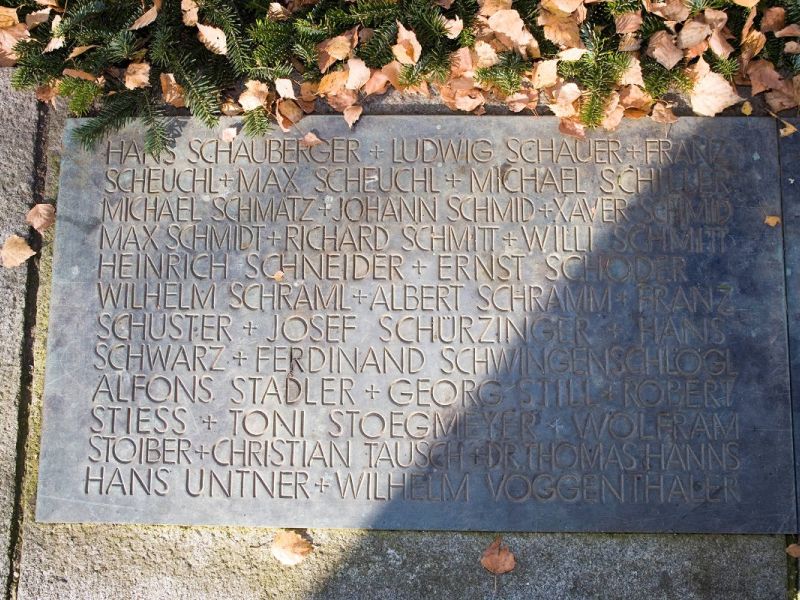 HANS SCHAUBERGER + LUDWIG SCHAUER + FRANZ
SCHEUCHL + MAX SCHEUCHL + MICHAEL SCHILLER
MICHAEL SCHMATZ + JOHANN SCHMID + XAVER SCHMID
MAX SCHMIDT + RICHARD SCHMITT + WILLI SCHMITT
HEINRICH SCHNEIDER + ERNST SCHODER
WILHELM SCHRAML + ALBERT SCHRAMM + FRANZ
SCHUSTER + JOSEF SCHÜRZINGER + HANS
SCHWARZ + FERDINAND SCHWINGENSCHLÖGL
ALFONS STADLER + GEORG STILL + ROBERT
STIESS + TONI STOEGMEYER + WOLFRAM
STOIBER + CHRISTIAN TAUSCH + DR. THOMAS HANNS
HANS UNTNER + WILHELM VOGGENTHALER